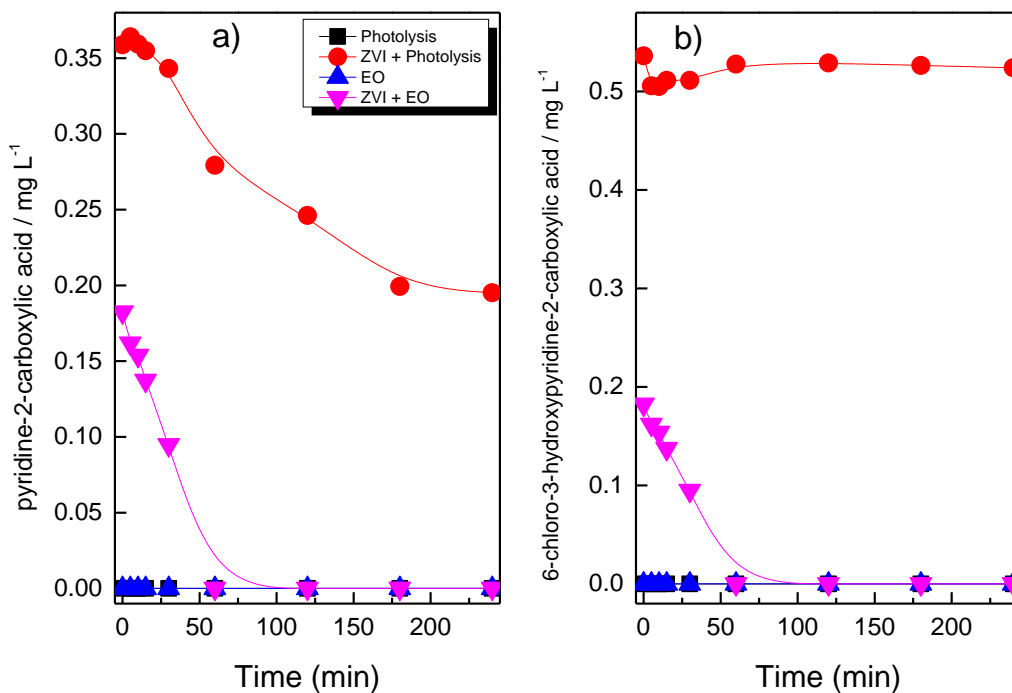 a)
Photolysis
ZVI + Photolysis
EO
ZVI + EO
pyridine-2-carboxylic acid / mg L⁻¹
0.35
0.30
0.25
0.20
0.15
0.10
0.05
0.00
0 50 100 150 200
Time (min)
b)
6-chloro-3-hydroxypyridine-2-carboxylic acid / mg L⁻¹
0.5
0.4
0.3
0.2
0.1
0.0
0 50 100 150 200
Time (min)